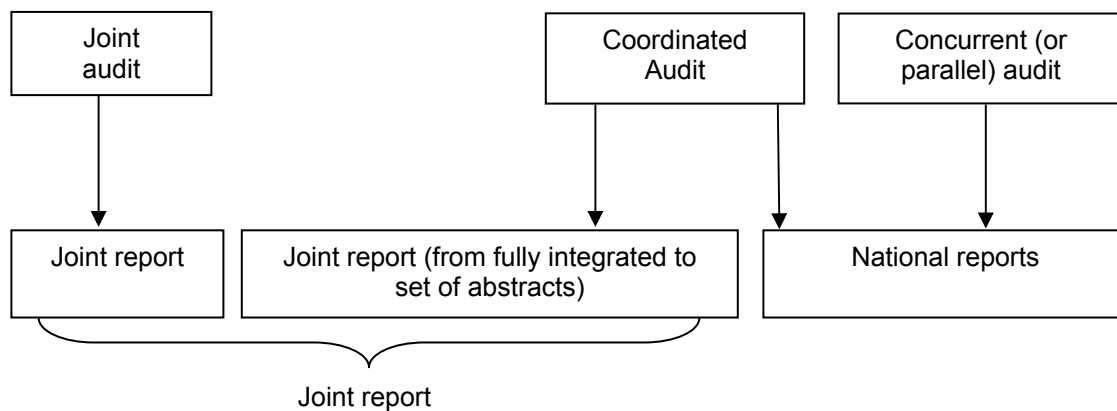 Joint
audit
Coordinated
Audit
Concurrent (or
parallel) audit
Joint report
Joint report (from fully integrated to
set of abstracts)
National reports
Joint report